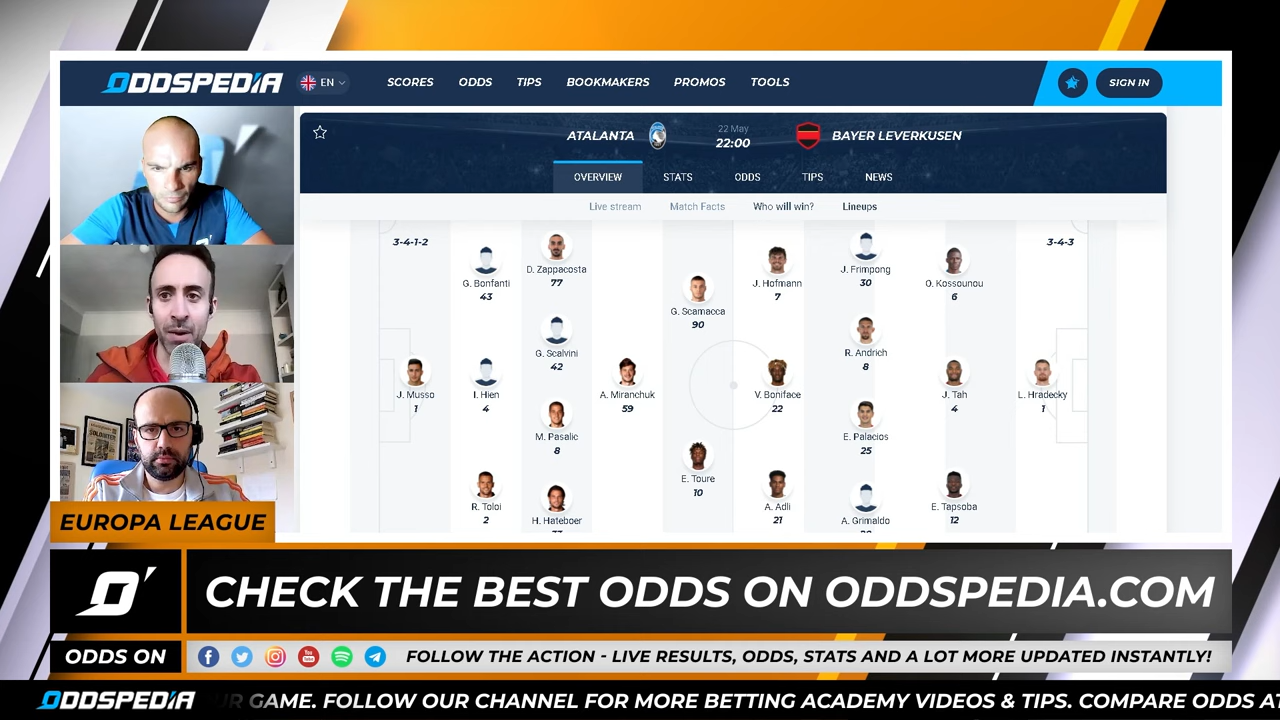 ODDSPEDIA
EN
SCORES
ODDS
TIPS
BOOKMAKERS
PROMOS
TOOLS
SIGN IN
ATALANTA
22 May
22:00
BAYER LEVERKUSEN
OVERVIEW
STATS
ODDS
TIPS
NEWS
Live stream
Match Facts
Who will win?
Lineups
3-4-1-2
3-4-3
G. Bonfanti
43
D. Zappacosta
77
G. Scamacca
90
J. Hofmann
7
J. Frimpong
30
O. Kossounou
6
G. Scalvini
42
R. Andrich
8
J. Musso
1
I. Hien
4
A. Miranchuk
59
V. Boniface
22
J. Tah
4
L. Hradecky
1
M. Pasalic
8
E. Palacios
25
E. Toure
10
R. Toloi
2
H. Hateboer
A. Adli
21
A. Grimaldo
E. Tapsoba
12
EUROPA LEAGUE
O'
CHECK THE BEST ODDS ON ODDSPEDIA.COM
ODDS ON
FOLLOW THE ACTION - LIVE RESULTS, ODDS, STATS AND A LOT MORE UPDATED INSTANTLY!
ODDSPEDIA
GAME. FOLLOW OUR CHANNEL FOR MORE BETTING ACADEMY VIDEOS & TIPS. COMPARE ODDS AT